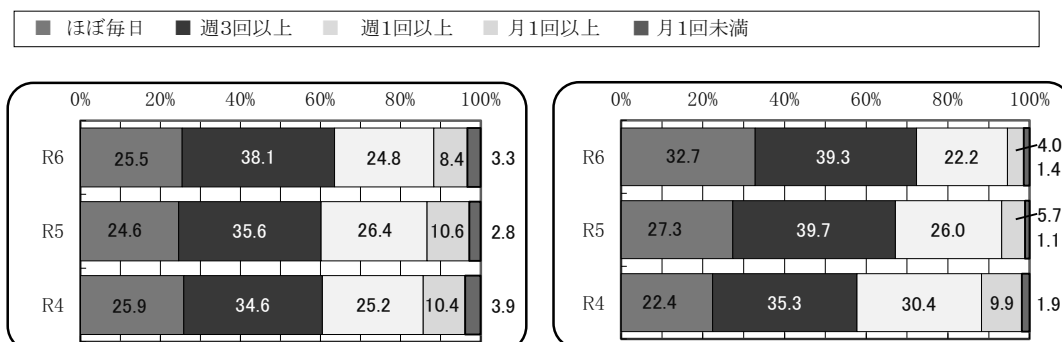 ほぼ毎日 週3回以上 週1回以上 月1回以上 月1回未満
0% 20% 40% 60% 80% 100%
R6 25.5 38.1 24.8 8.4 3.3
R5 24.6 35.6 26.4 10.6 2.8
R4 25.9 34.6 25.2 10.4 3.9
0% 20% 40% 60% 80% 100%
R6 32.7 39.3 22.2 4.0 1.4
R5 27.3 39.7 26.0 5.7 1.1
R4 22.4 35.3 30.4 9.9 1.9